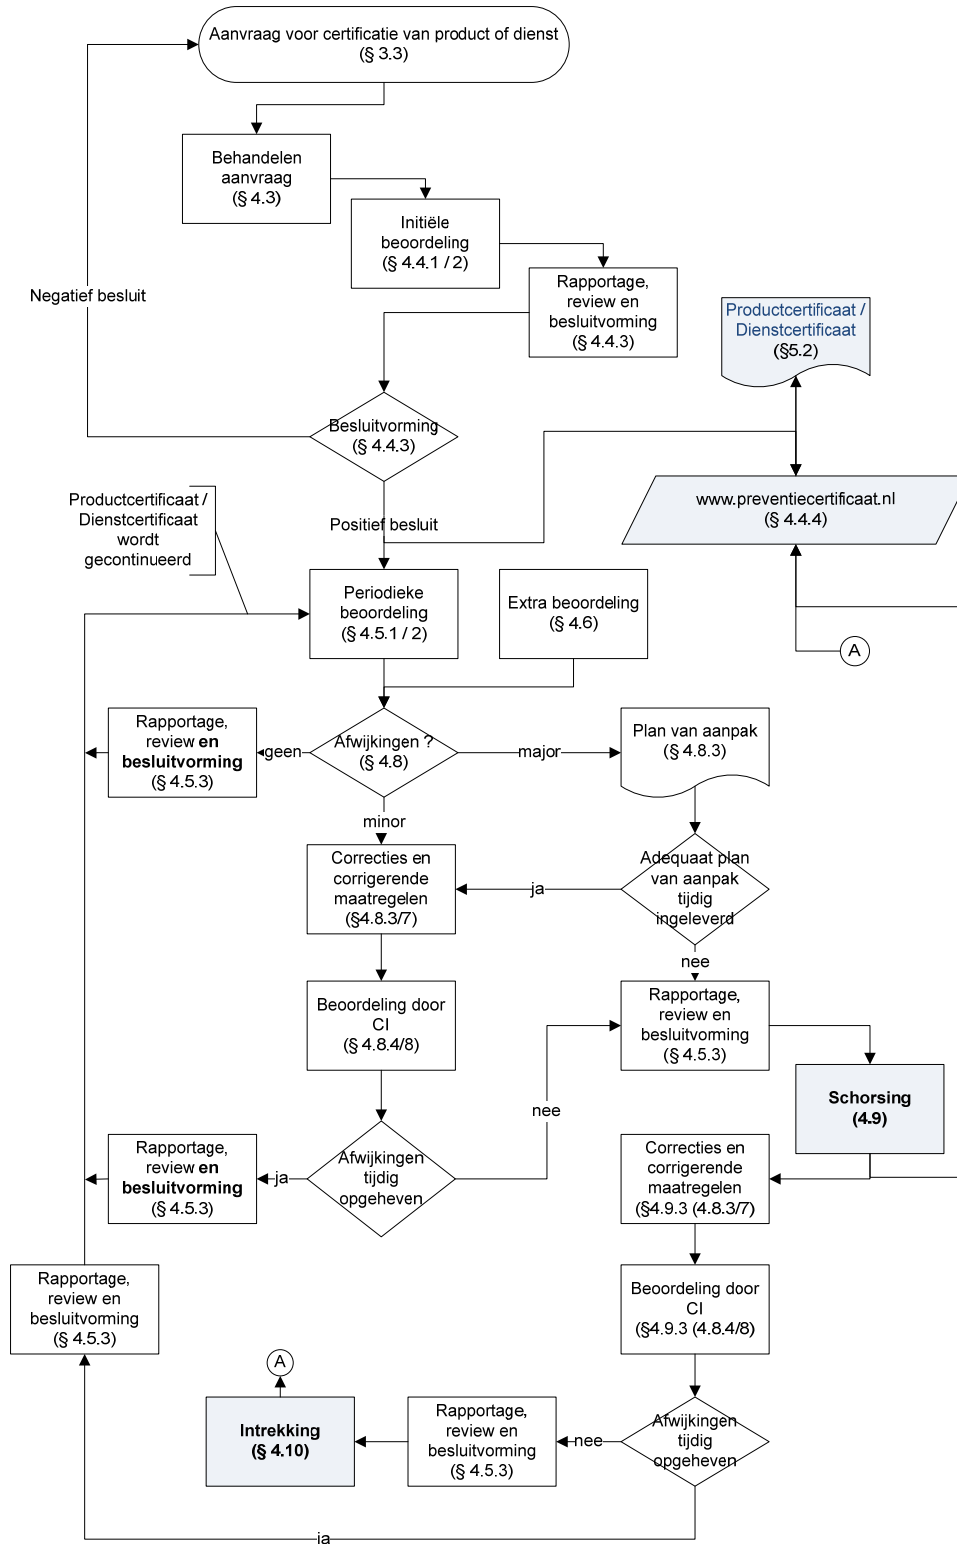 Aanvraag voor certificatie van product of dienst
(§ 3.3)
Behandelen
aanvraag
(§ 4.3)
Initiële
beoordeling
(§ 4.4.1 / 2)
Rapportage,
review en
besluitvorming
(§ 4.4.3)
Negatief besluit
Productcertificaat /
Dienstcertificaat
(§5.2)
Besluitvorming
(§ 4.4.3)
www.preventiecertificaat.nl
(§ 4.4.4)
Productcertificaat /
Dienstcertificaat
wordt
gecontinueerd
Positief besluit
Periodieke
beoordeling
(§ 4.5.1 / 2)
Extra beoordeling
(§ 4.6)
A
Rapportage,
review en
besluitvorming
(§ 4.5.3)
geen
Afwijkingen ?
(§ 4.8)
major
Plan van aanpak
(§ 4.8.3)
minor
Correcties en
corrigerende
maatregelen
(§4.8.3/7)
ja
Adequaat plan
van aanpak
tijdig
ingeleverd
nee
Beoordeling door
CI
(§ 4.8.4/8)
Rapportage,
review en
besluitvorming
(§ 4.5.3)
Schorsing
(4.9)
nee
Rapportage,
review en
besluitvorming
(§ 4.5.3)
ja
Afwijkingen
tijdig
opgeheven
Correcties en
corrigerende
maatregelen
(§4.9.3 (4.8.3/7)
Rapportage,
review en
besluitvorming
(§ 4.5.3)
Beoordeling door
CI
(§4.9.3 (4.8.4/8)
A
Intrekking
(§ 4.10)
Rapportage,
review en
besluitvorming
(§ 4.5.3)
nee
Afwijkingen
tijdig
opgeheven
ja